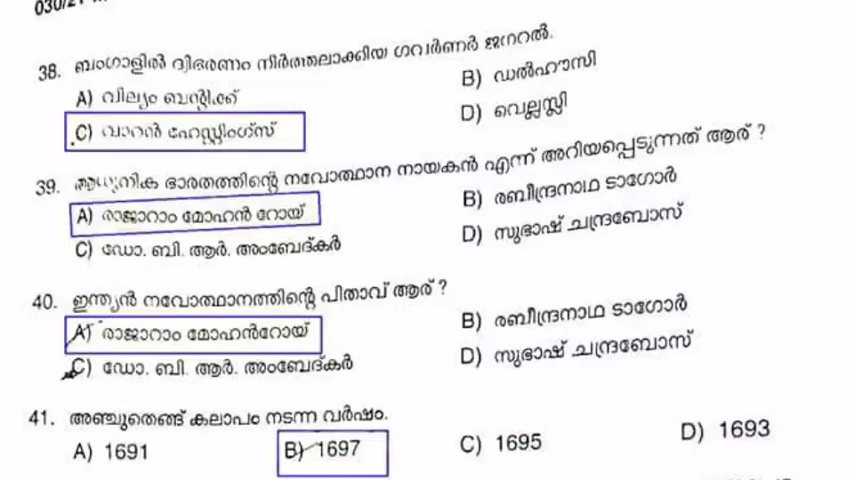 030/21
38. ബംഗാളിൽ ദ്വിഭരണം നിർത്തലാക്കിയ ഗവർണർ ജനറൽ.
A) വില്യം ബന്റിക്ക് B) ഡൽഹൗസി
C) വാറൻ ഹേസ്റ്റിംഗ്സ് D) വെല്ലസ്ലി
39. ആധുനിക ഭാരതത്തിന്റെ നവോത്ഥാന നായകൻ എന്ന് അറിയപ്പെടുന്നത് ആര് ?
A) രാജാറാം മോഹൻ റോയ് B) രബീന്ദ്രനാഥ ടാഗോർ
C) ഡോ. ബി. ആർ. അംബേദ്കർ D) സുഭാഷ് ചന്ദ്രബോസ്
40. ഇന്ത്യൻ നവോത്ഥാനത്തിന്റെ പിതാവ് ആര് ?
A) രാജാറാം മോഹൻറോയ് B) രബീന്ദ്രനാഥ ടാഗോർ
C) ഡോ. ബി. ആർ. അംബേദ്കർ D) സുഭാഷ് ചന്ദ്രബോസ്
41. അഞ്ചുതെങ്ങ് കലാപം നടന്ന വർഷം.
A) 1691 B) 1697 C) 1695 D) 1693